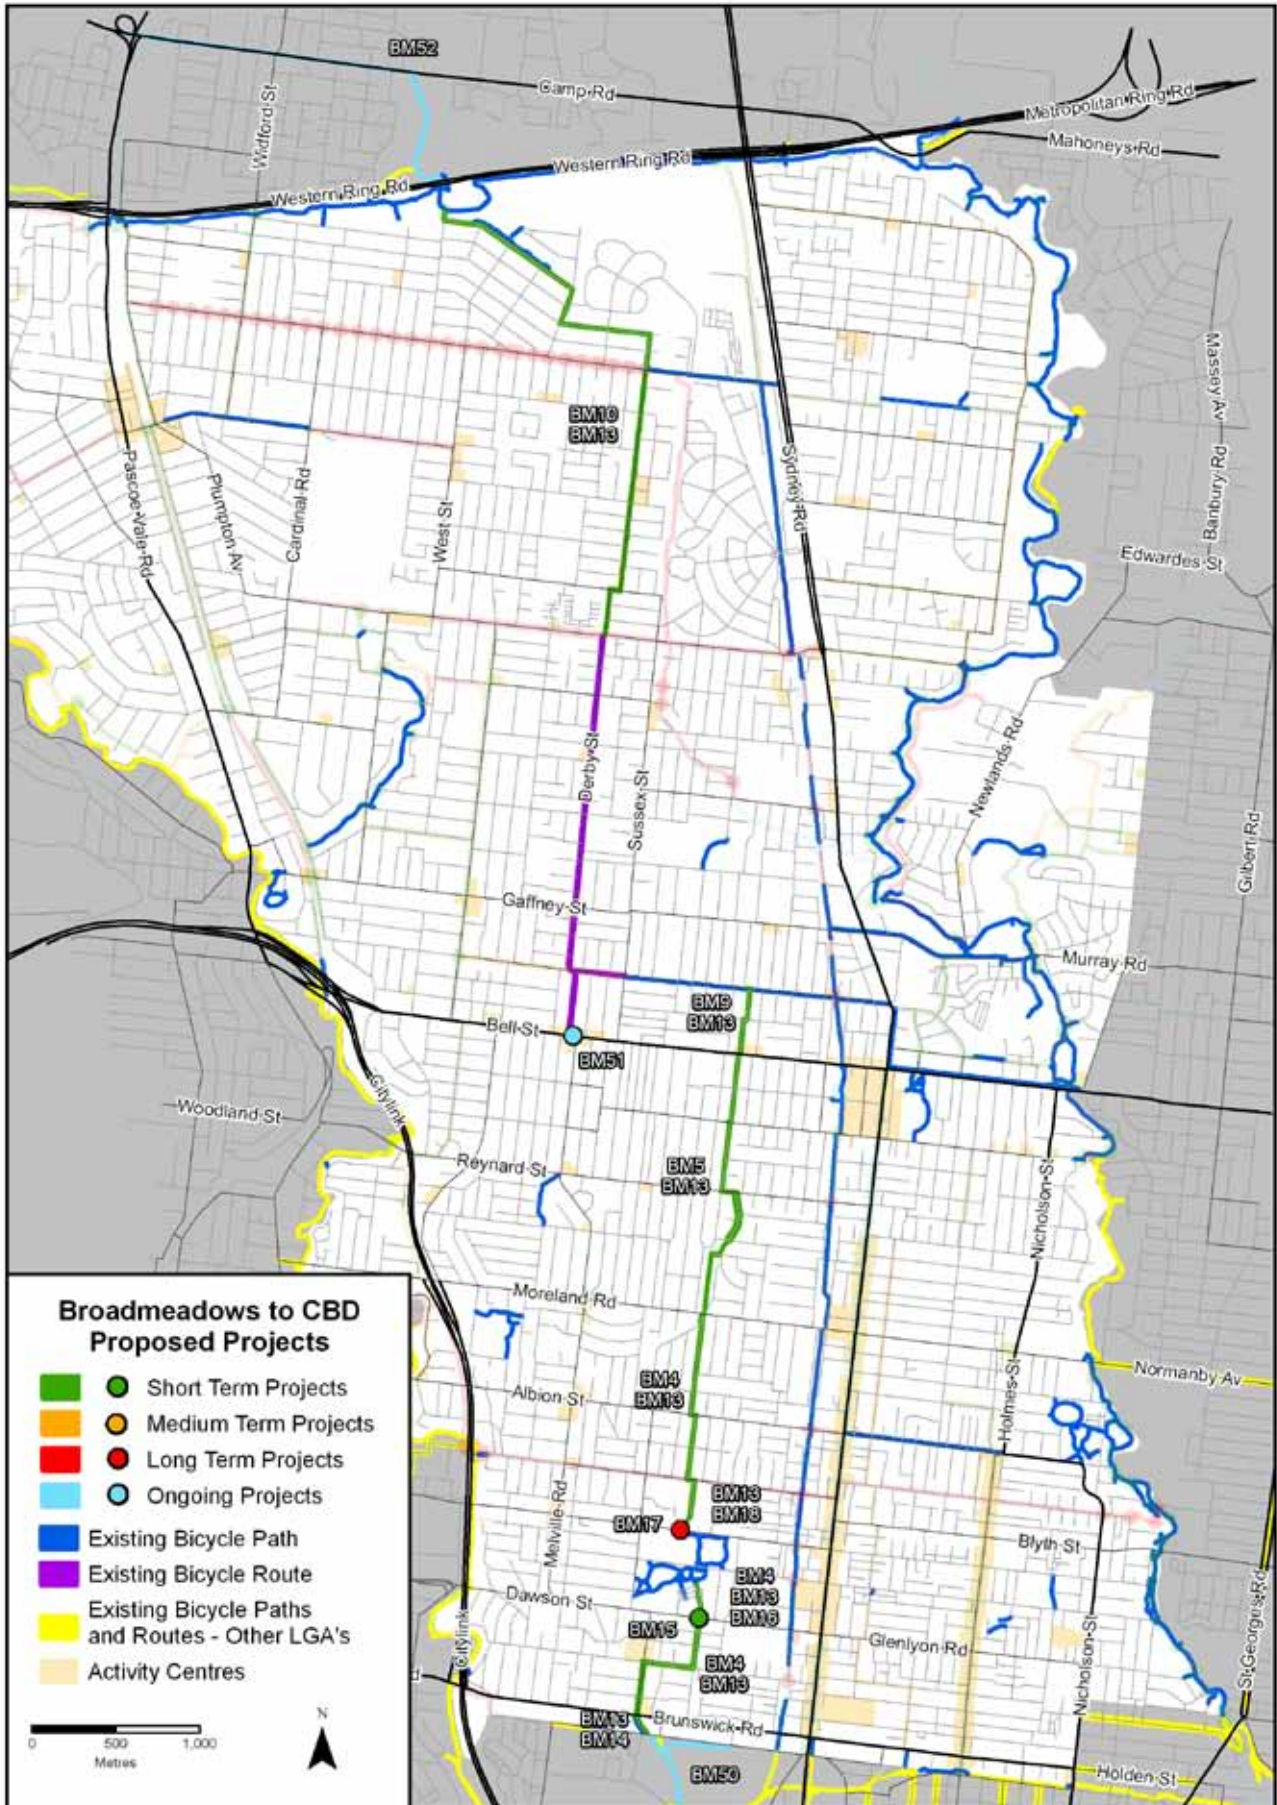 BM52
Camp Rd
Widford St
Metropolitan Ring Rd
Mahoneys Rd
Western Ring Rd
Western Ring Rd
Massey Av
BM10
BM13
Pascoe Vale Rd
Plumpton Av
Cardinal Rd
West St
Sydney Rd
Banbury Rd
Edwardes St
Derby St
Sussex St
Newlands Rd
Gilbert Rd
Gaffney St
Murray Rd
BM9
BM13
Bell St
BM51
Citylink
Woodland St
Reynard St
BM5
BM13
Nicholson St
Moreland Rd
Normanby Av
BM4
BM13
Albion St
Holmes St
BM13
BM18
BM17
Melville Rd
Blyth St
BM4
BM13
BM16
Dawson St
BM15
Glenlyon Rd
Citylink
d
BM4
BM13
Nicholson St
St Georges Rd
BM13
BM14
Brunswick Rd
BM50
Holden St
Broadmeadows to CBD
Proposed Projects
Short Term Projects
Medium Term Projects
Long Term Projects
Ongoing Projects
Existing Bicycle Path
Existing Bicycle Route
Existing Bicycle Paths
and Routes - Other LGA's
Activity Centres
N
0 500 1,000
Metres